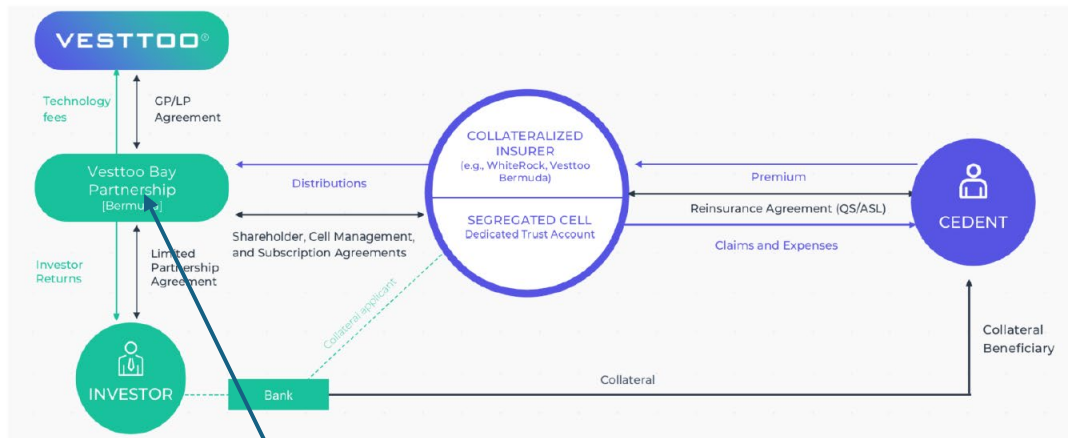 VESTTOO®
Technology
fees
GP/LP
Agreement
Vesttoo Bay
Partnership
[Bermuda]
Distributions
Shareholder, Cell Management,
and Subscription Agreements
Investor
Returns
Limited
Partnership
Agreement
INVESTOR
Bank
Collateral applicant
COLLATERALIZED
INSURER
(e.g., WhiteRock, Vesttoo
Bermuda)
SEGREGATED CELL
Dedicated Trust Account
Premium
Reinsurance Agreement (QS/ASL)
Claims and Expenses
CEDENT
Collateral
Beneficiary
Collateral